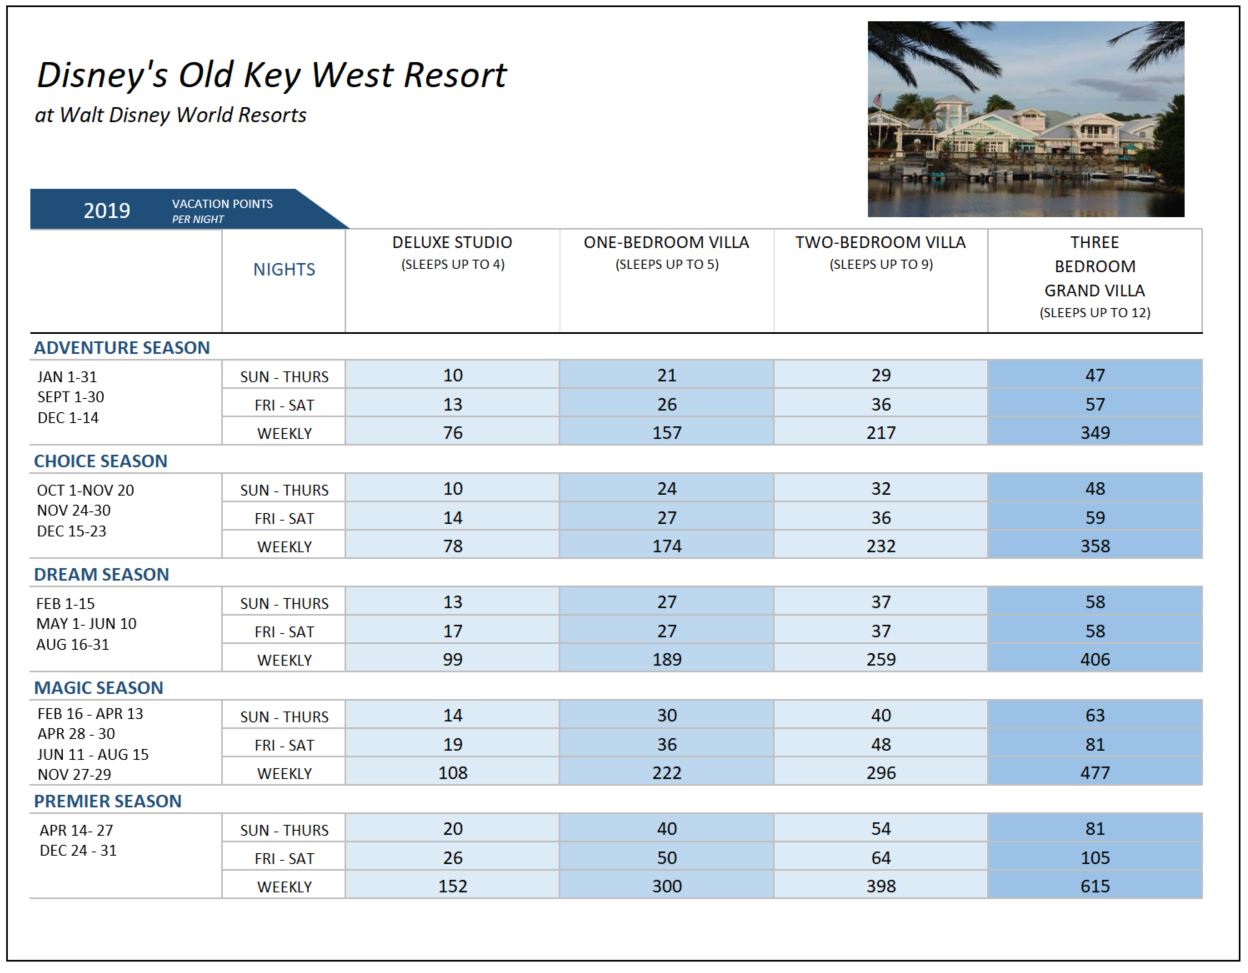 Disney's Old Key West Resort
at Walt Disney World Resorts
2019 VACATION POINTS
PER NIGHT
NIGHTS
DELUXE STUDIO
(SLEEPS UP TO 4)
ONE-BEDROOM VILLA
(SLEEPS UP TO 5)
TWO-BEDROOM VILLA
(SLEEPS UP TO 9)
THREE
BEDROOM
GRAND VILLA
(SLEEPS UP TO 12)
ADVENTURE SEASON
JAN 1-31
SEPT 1-30
DEC 1-14
SUN - THURS 10 21 29 47
FRI - SAT 13 26 36 57
WEEKLY 76 157 217 349
CHOICE SEASON
OCT 1-NOV 20
NOV 24-30
DEC 15-23
SUN - THURS 10 24 32 48
FRI - SAT 14 27 36 59
WEEKLY 78 174 232 358
DREAM SEASON
FEB 1-15
MAY 1- JUN 10
AUG 16-31
SUN - THURS 13 27 37 58
FRI - SAT 17 27 37 58
WEEKLY 99 189 259 406
MAGIC SEASON
FEB 16 - APR 13
APR 28 - 30
JUN 11 - AUG 15
NOV 27-29
SUN - THURS 14 30 40 63
FRI - SAT 19 36 48 81
WEEKLY 108 222 296 477
PREMIER SEASON
APR 14- 27
DEC 24 - 31
SUN - THURS 20 40 54 81
FRI - SAT 26 50 64 105
WEEKLY 152 300 398 615